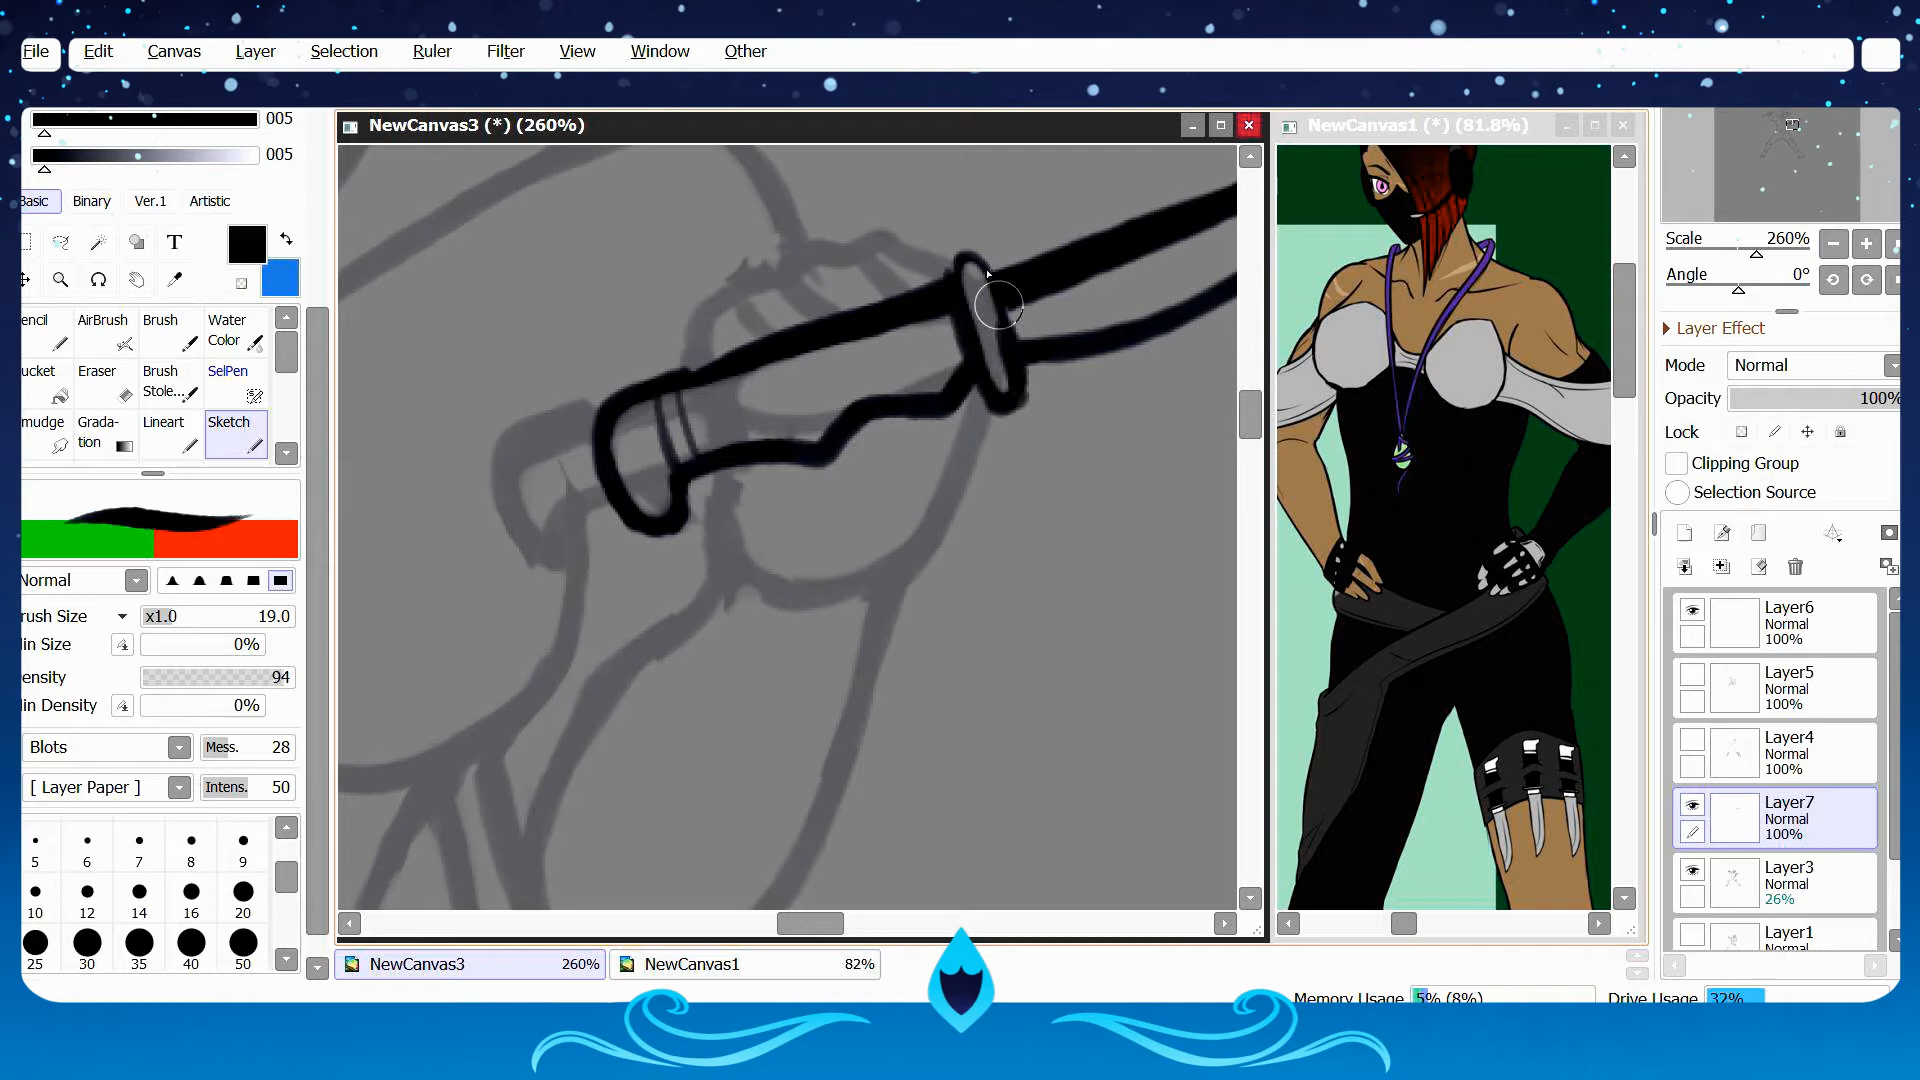 File Edit Canvas Layer Selection Ruler Filter View Window Other
005
005
Basic Binary Ver.1 Artistic
T
encil AirBrush Brush Water Color
ucket Eraser Brush Stole... SelPen
mudge Grada- tion Lineart Sketch
Normal
rush Size x1.0 19.0
in Size 0%
ensity 94
in Density 0%
Blots Mess. 28
[ Layer Paper ] Intens. 50
5 6 7 8 9
10 12 14 16 20
25 30 35 40 50
NewCanvas3 (*) (260%)
NewCanvas1 (*) (81.8%)
NewCanvas3 260% NewCanvas1 82%
Scale 260%
Angle 0°
Layer Effect
Mode Normal
Opacity 100%
Lock
Clipping Group
Selection Source
Layer6
Normal
100%
Layer5
Normal
100%
Layer4
Normal
100%
Layer7
Normal
100%
Layer3
Normal
26%
Layer1
Memory Usage 5% (8%) Drive Usage 32%